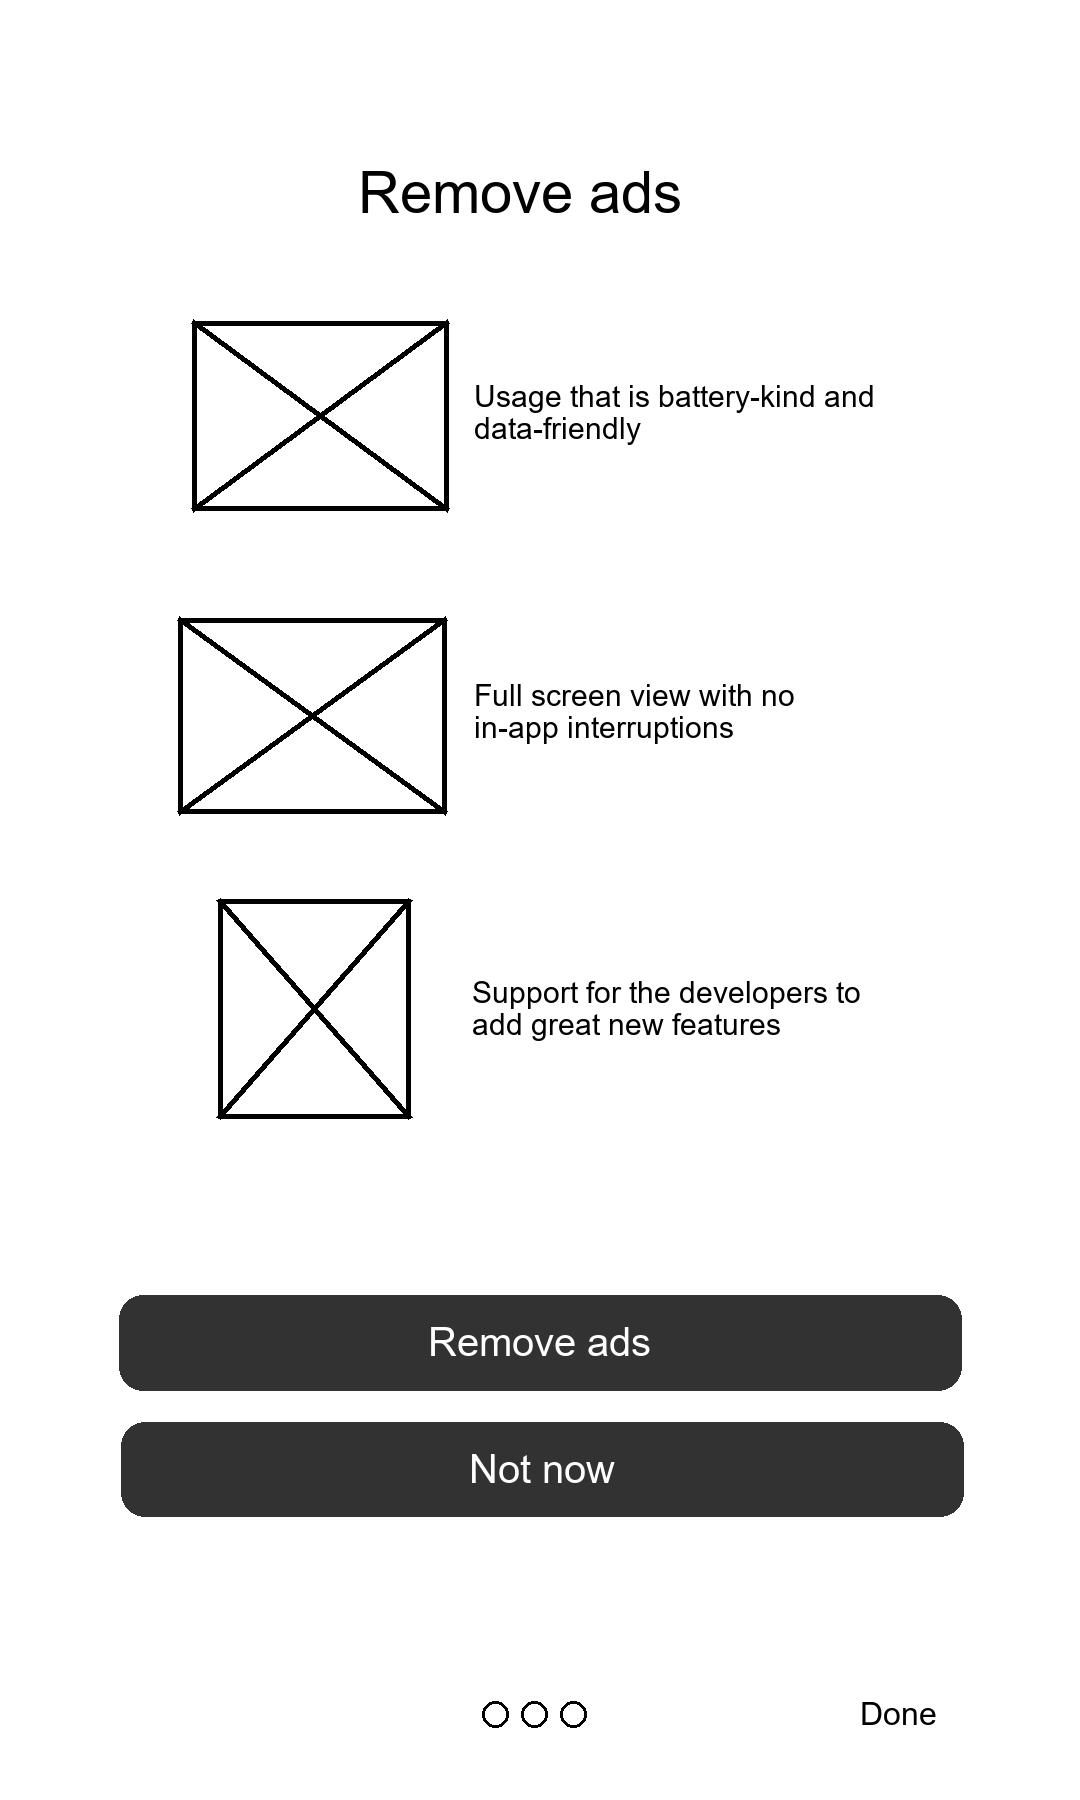 Remove ads
Usage that is battery-kind and
data-friendly
Full screen view with no
in-app interruptions
Support for the developers to
add great new features
Remove ads
Not now
Done